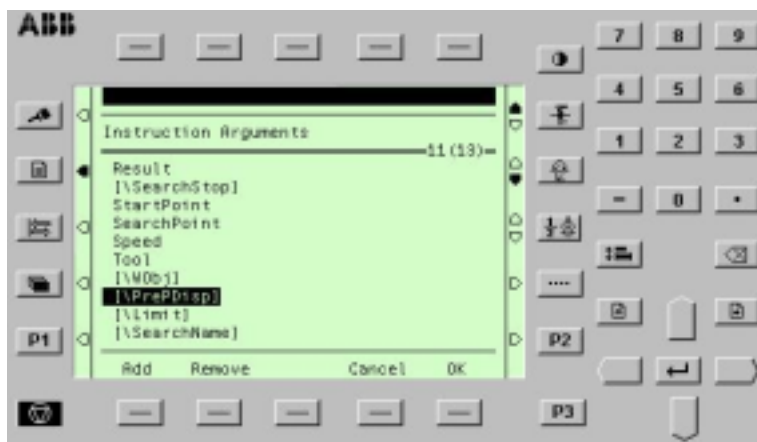 ABB
7 8 9
4 5 6
Instruction Arguments
1 2 3
11(13)
Result
[\SearchStop]
StartPoint
- 0 .
SearchPoint
Speed
Tool
[\WObj]
[\PrePDisp]
[\Limit]
P1 [\SearchName] P2
Add Remove Cancel OK
P3